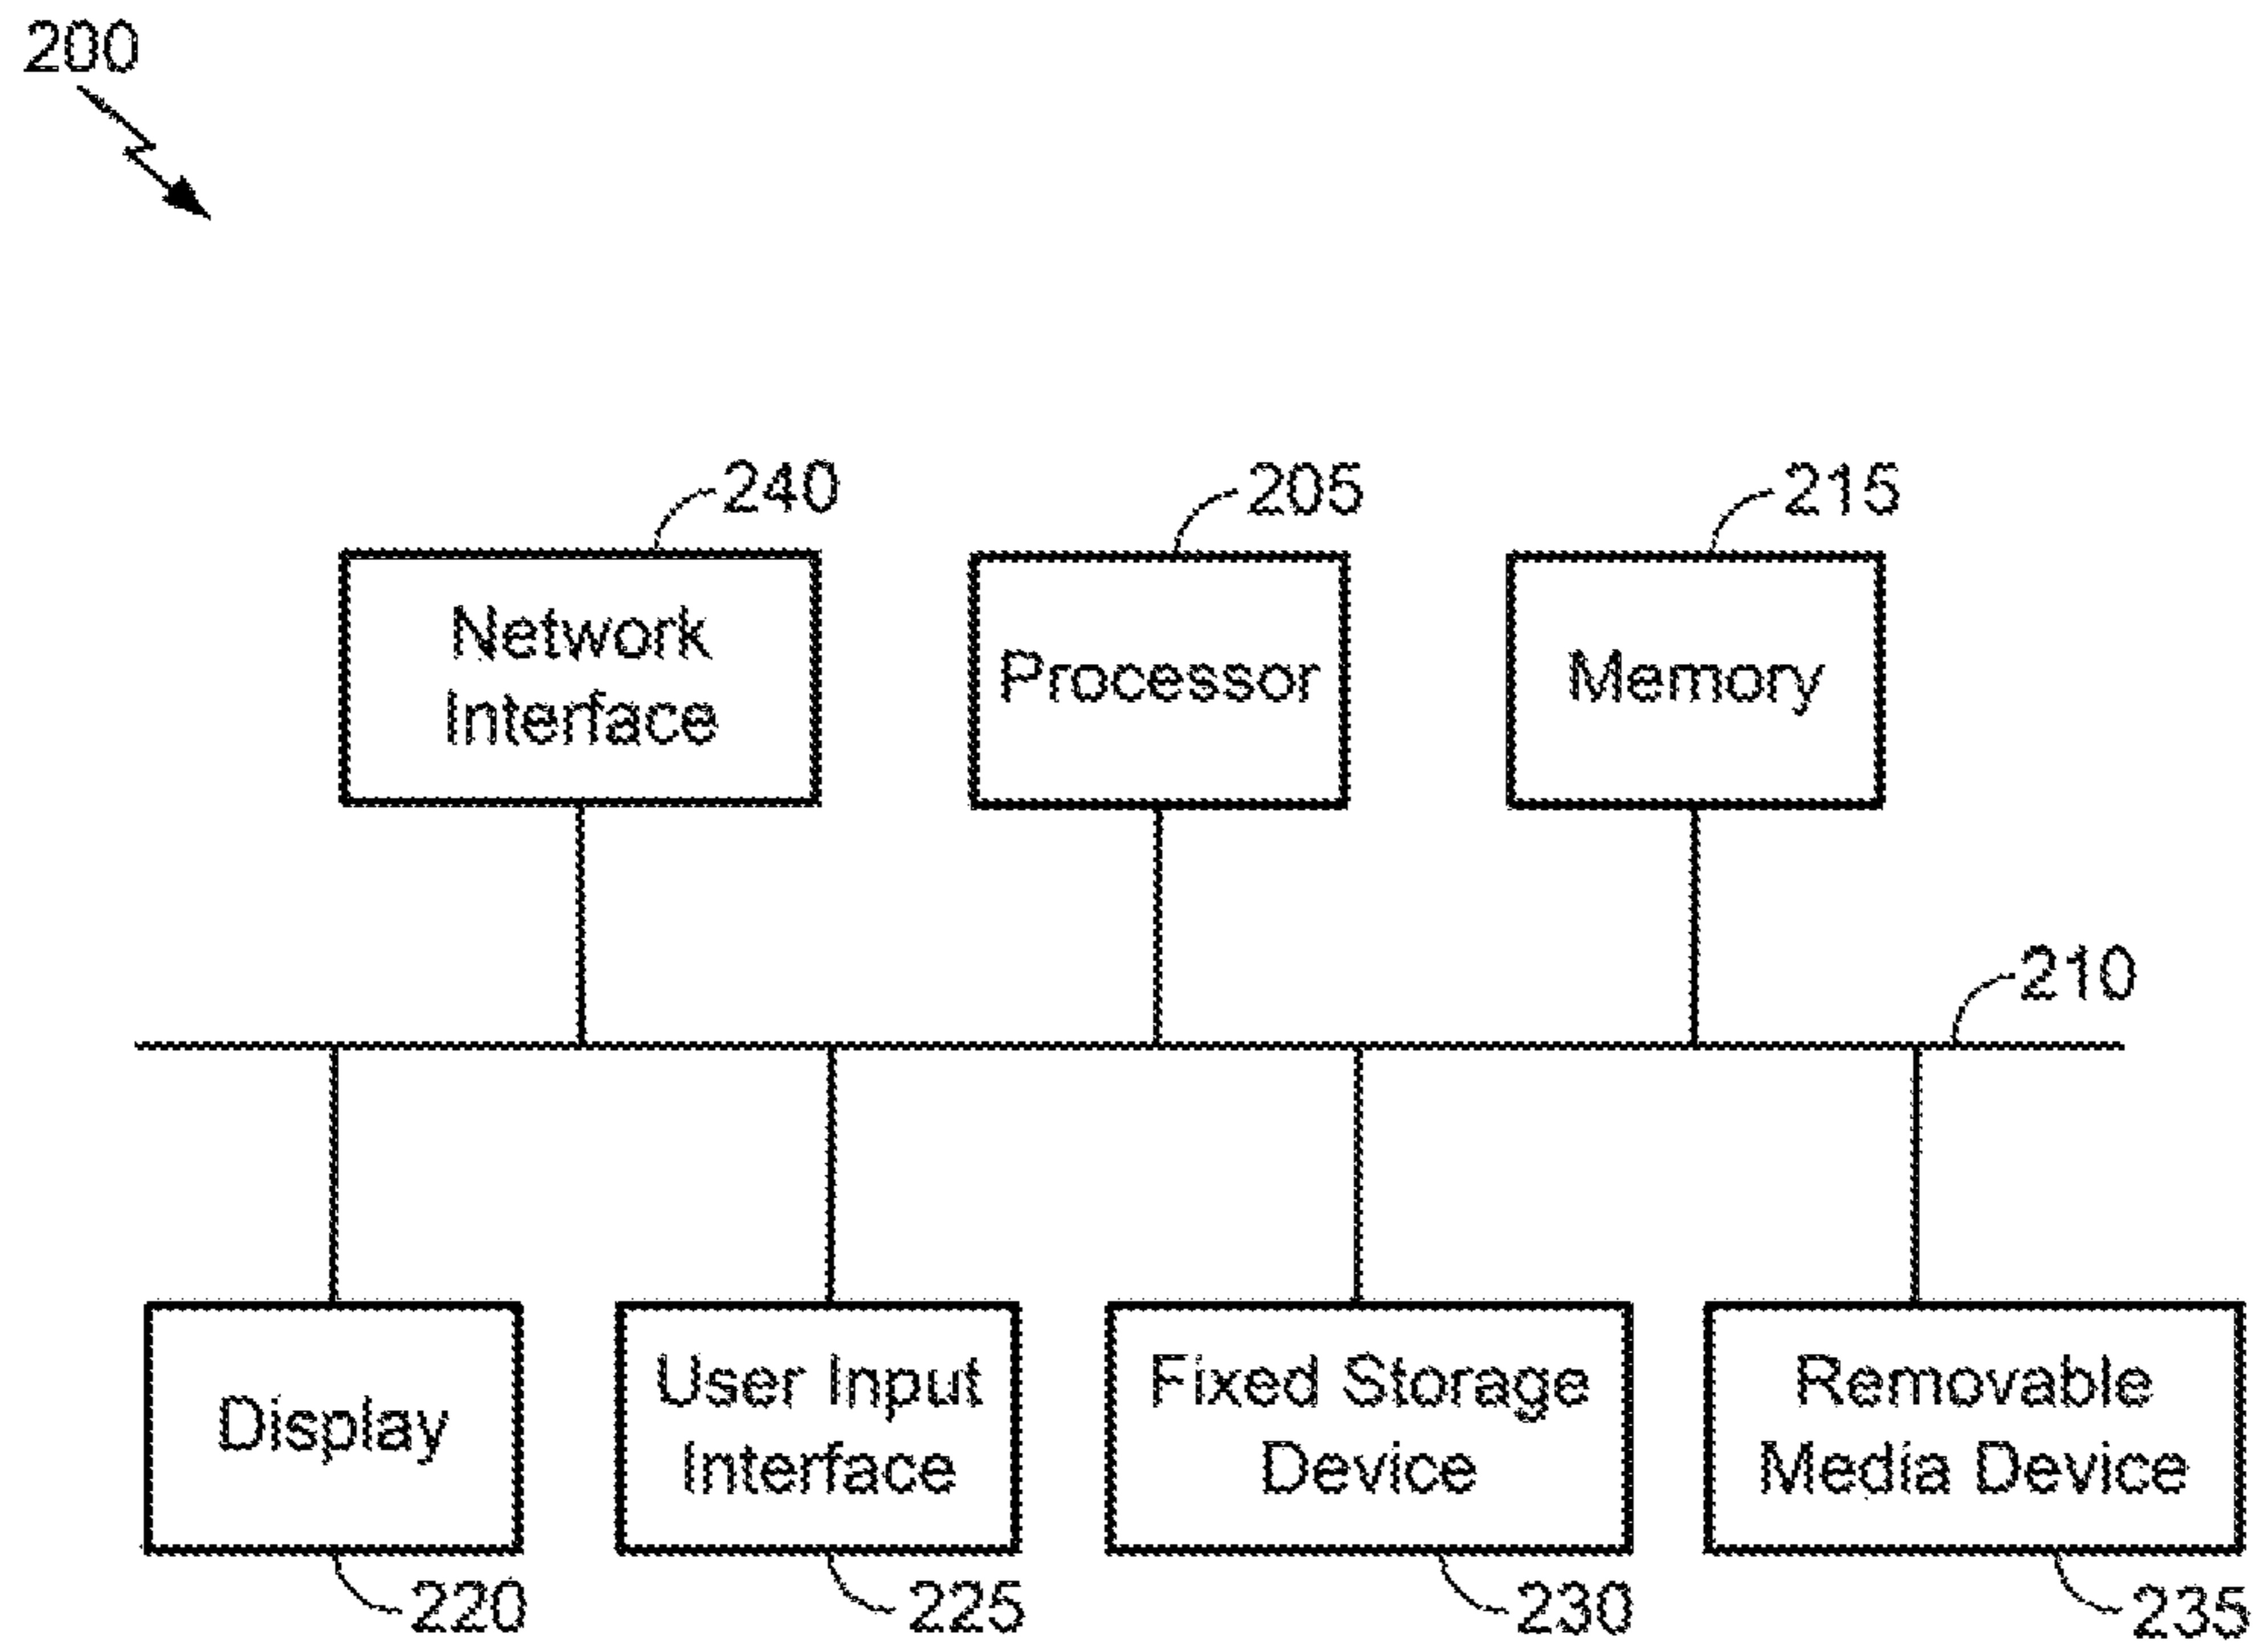 200
240
205
215
Network
Interface
Processor
Memory
210
Display
User Input
Interface
Fixed Storage
Device
Removable
Media Device
220
225
230
235